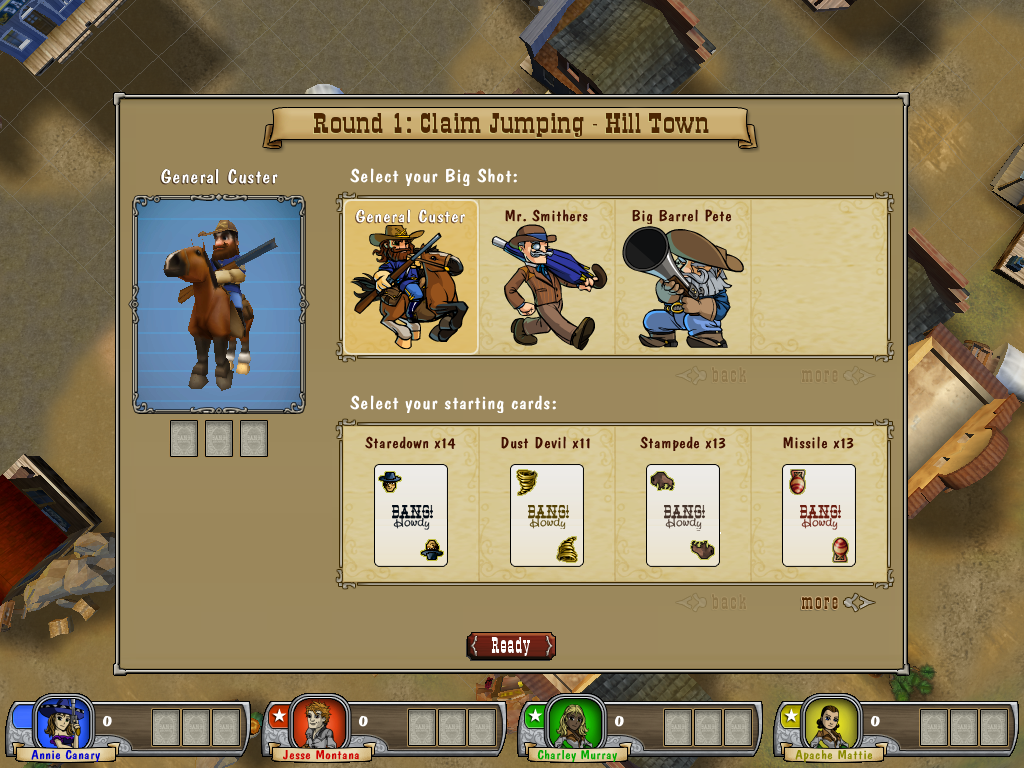 Round 1: Claim Jumping - Hill Town
General Custer
Select your Big Shot:
General Custer
Mr. Smithers
Big Barrel Pete
back
more
Select your starting cards:
Staredown x14
Dust Devil x11
Stampede x13
Missile x13
BANG!
Howdy
BANG!
Howdy
BANG!
Howdy
BANG!
Howdy
back
more
Ready
0
0
0
0
Annie Canary
Jesse Montana
Charley Murray
Apache Mattie